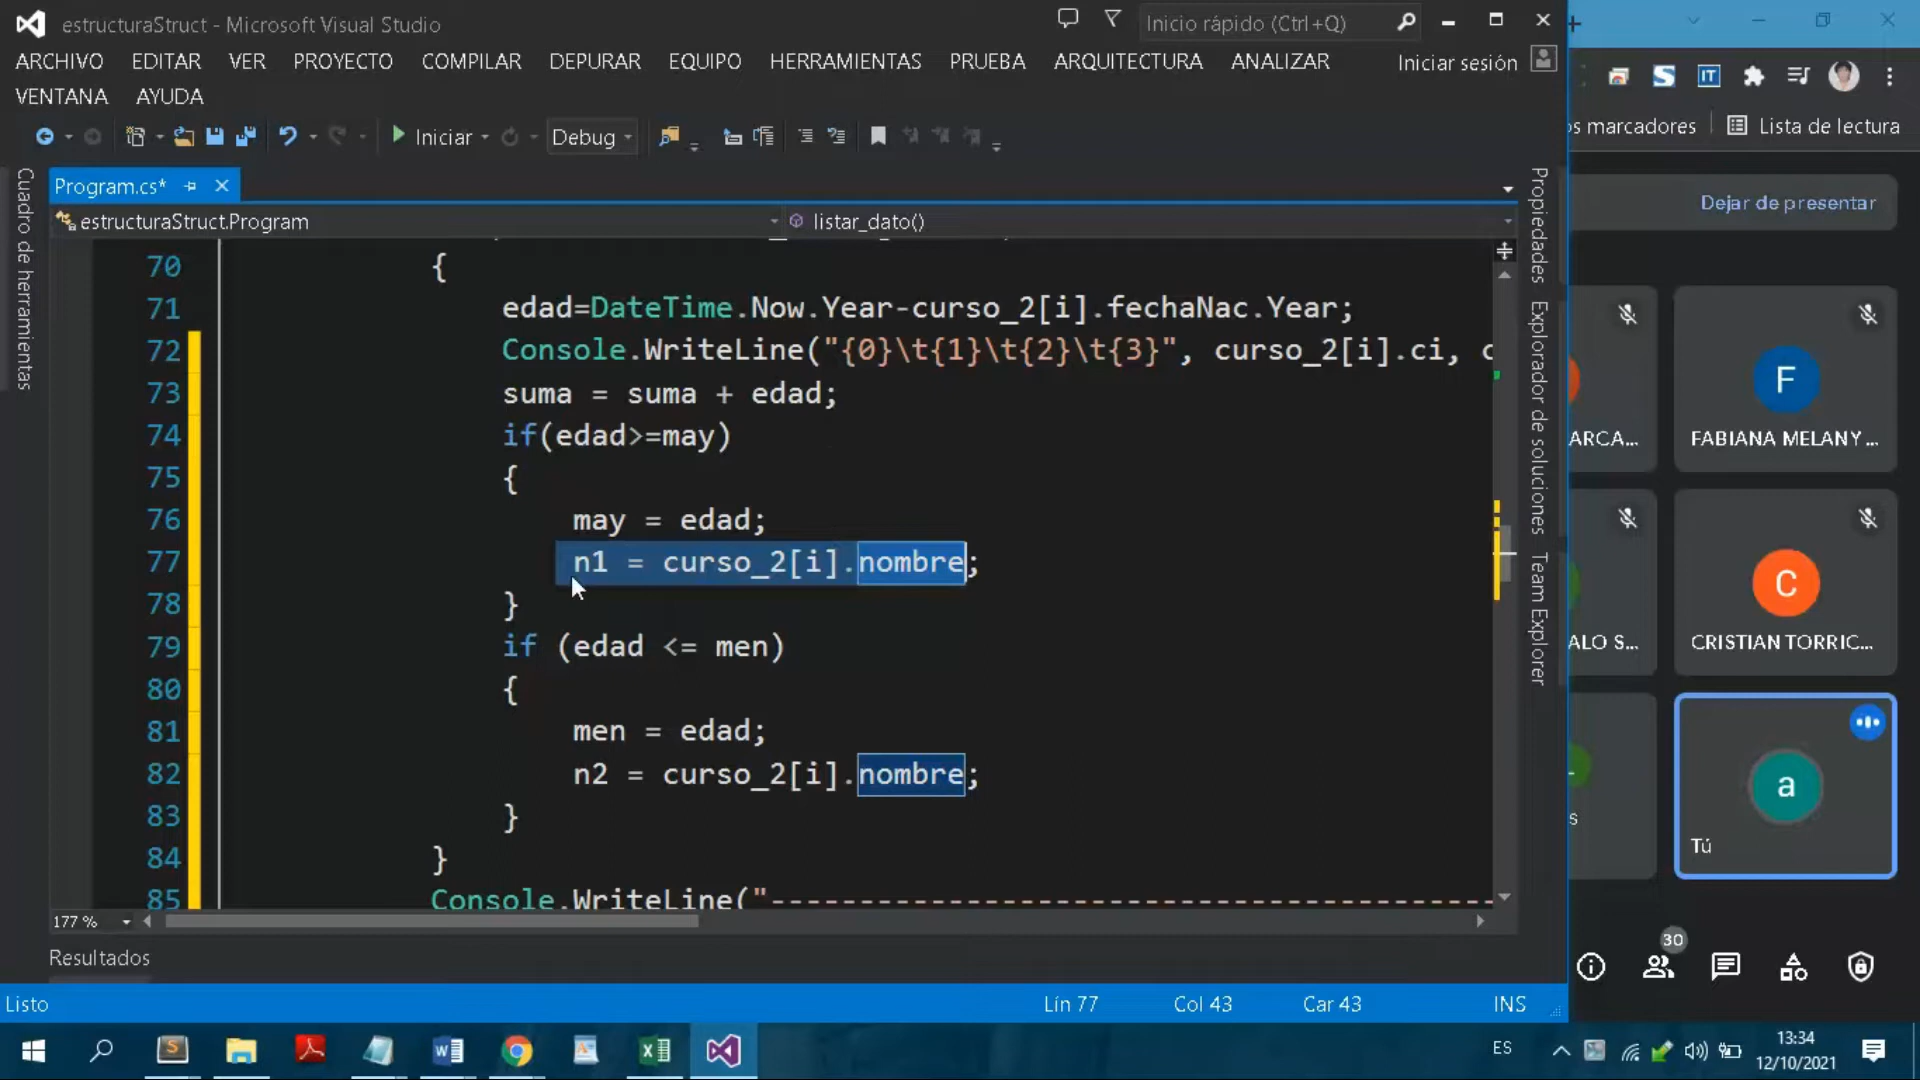 estructuraStruct - Microsoft Visual Studio
Inicio rápido (Ctrl+Q)
ARCHIVO EDITAR VER PROYECTO COMPILAR DEPURAR EQUIPO HERRAMIENTAS PRUEBA ARQUITECTURA ANALIZAR Iniciar sesión
VENTANA AYUDA
Iniciar Debug
Cuadro de herramientas
Program.cs*
estructuraStruct.Program listar_dato()
70 {
71 edad=DateTime.Now.Year-curso_2[i].fechaNac.Year;
72 Console.WriteLine("{0}\t{1}\t{2}\t{3}", curso_2[i].ci, c
73 suma = suma + edad;
74 if(edad>=may)
75 {
76 may = edad;
77 n1 = curso_2[i].nombre;
78 }
79 if (edad <= men)
80 {
81 men = edad;
82 n2 = curso_2[i].nombre;
83 }
84 }
85 Console.WriteLine("-----------------------------------------
177 %
Resultados
Listo Lín 77 Col 43 Car 43 INS
Propiedades
Explorador de soluciones
Team Explorer
os marcadores Lista de lectura
Dejar de presentar
F
ARCA... FABIANA MELANY ...
C
ALO S... CRISTIAN TORRIC...
a
s
Tú
30
ES
13:34
12/10/2021